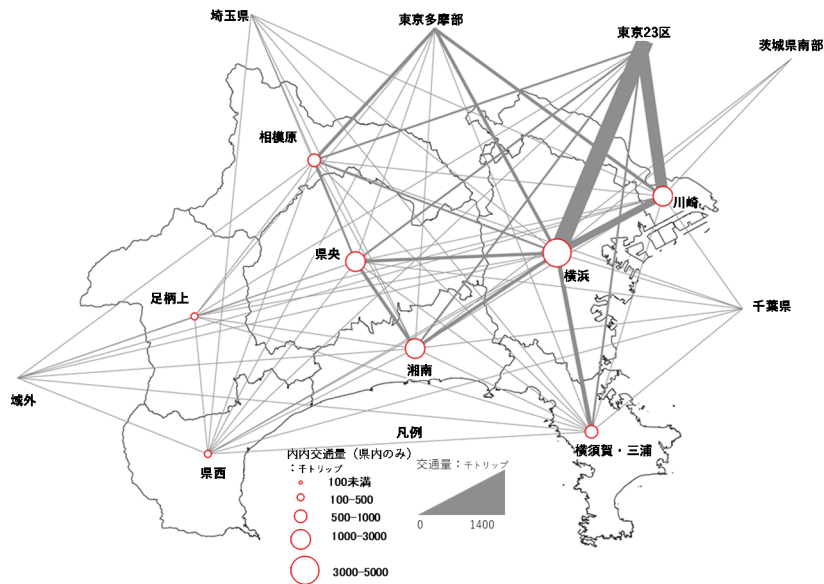 埼玉県
東京多摩部
東京23区
茨城県南部
相模原
川崎
県央
横浜
足柄上
千葉県
湘南
域外
凡例
横須賀・三浦
県西
内内交通量（県内のみ）
：千トリップ
100未満
100-500
500-1000
1000-3000
3000-5000
交通量：千トリップ
0 1400